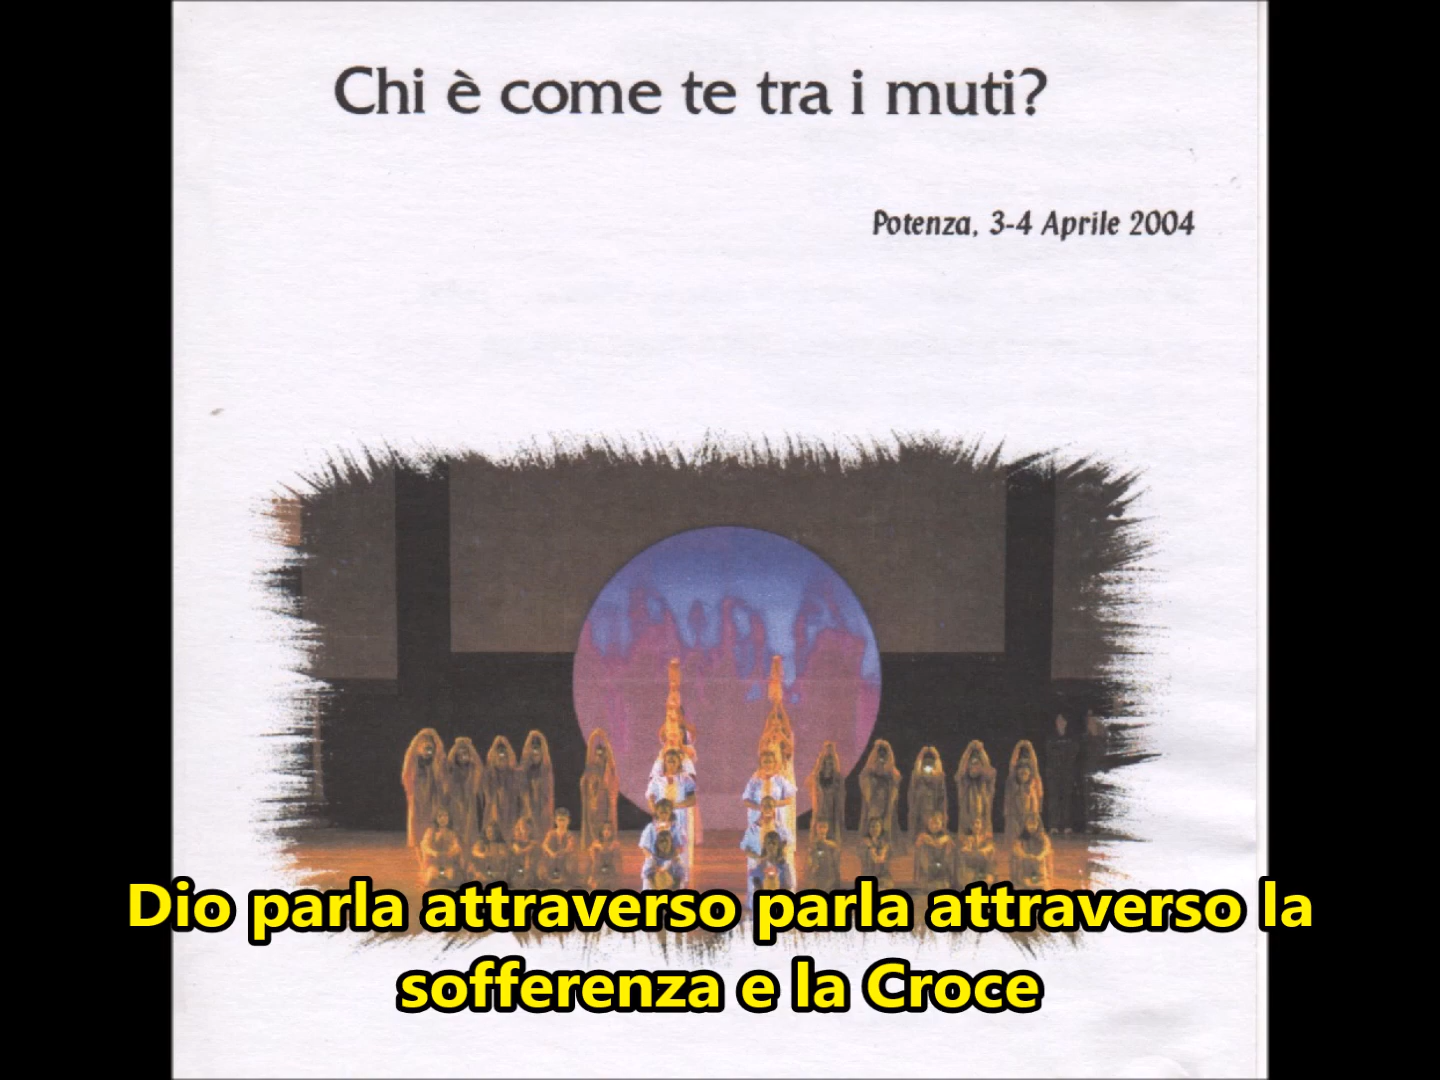 Chi è come te tra i muti?
Potenza, 3-4 Aprile 2004
Dio parla attraverso parla attraverso la
sofferenza e la Croce